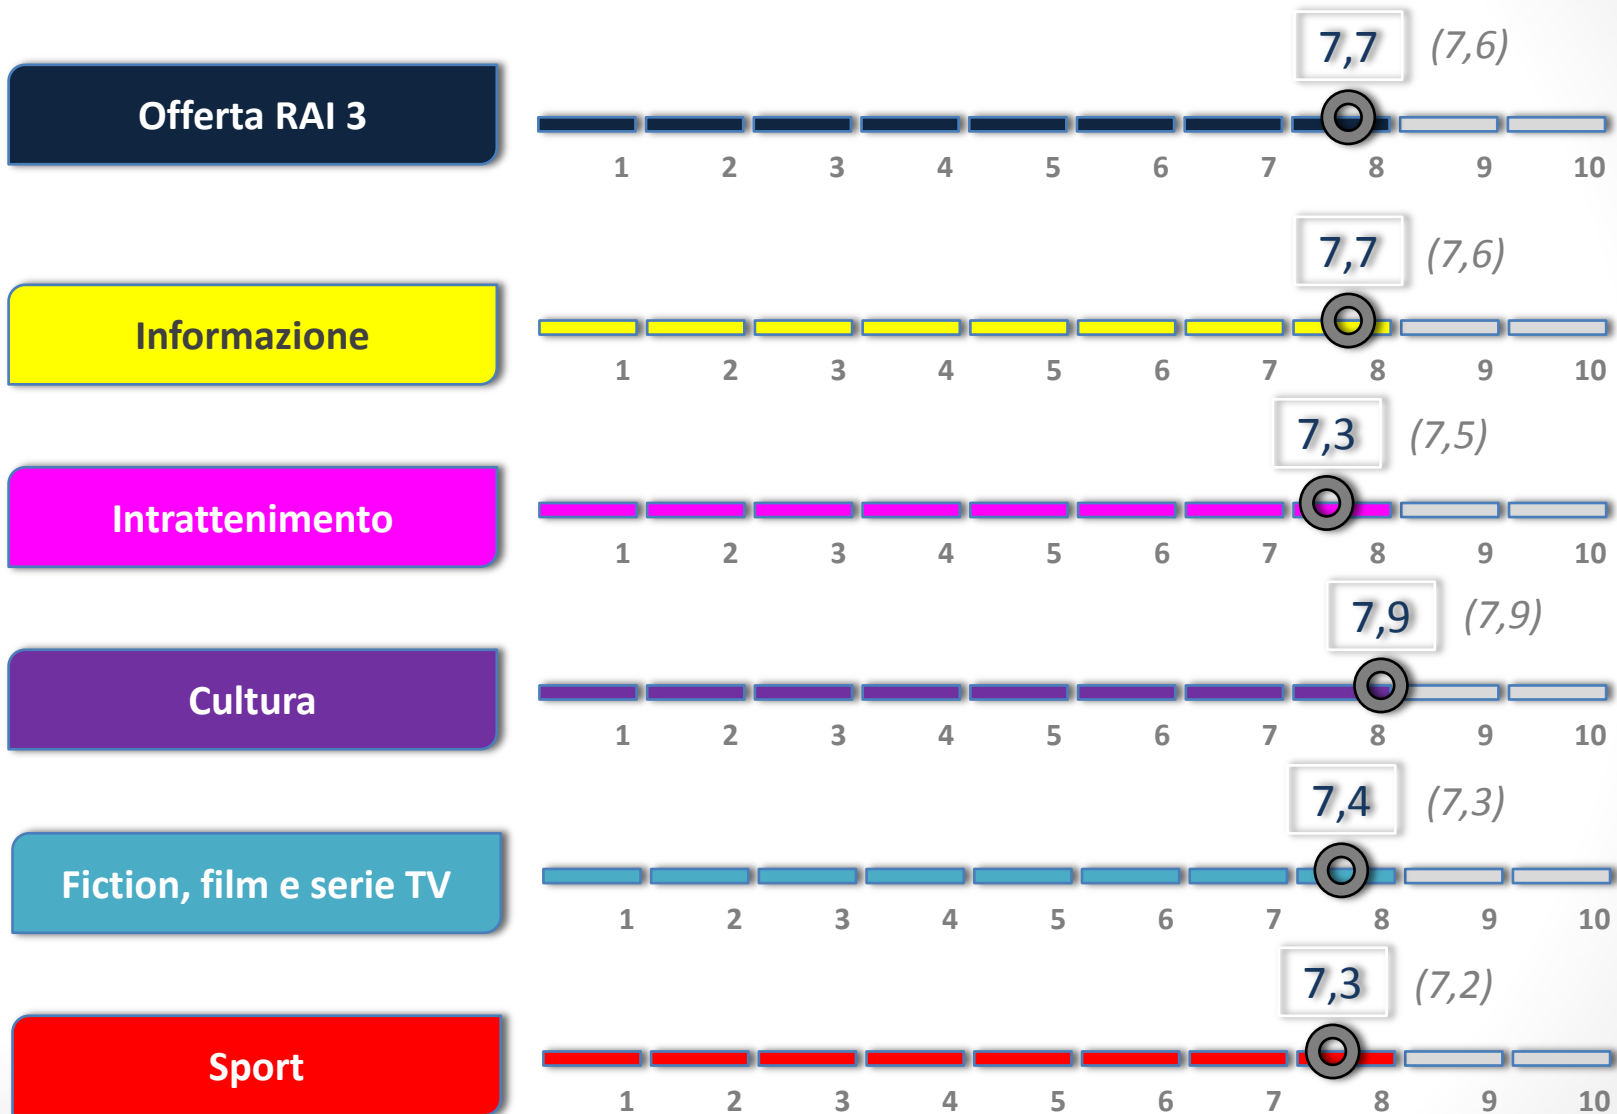 7,7 (7,6)
Offerta RAI 3
1 2 3 4 5 6 7 8 9 10
7,7 (7,6)
Informazione
1 2 3 4 5 6 7 8 9 10
7,3 (7,5)
Intrattenimento
1 2 3 4 5 6 7 8 9 10
7,9 (7,9)
Cultura
1 2 3 4 5 6 7 8 9 10
7,4 (7,3)
Fiction, film e serie TV
1 2 3 4 5 6 7 8 9 10
7,3 (7,2)
Sport
1 2 3 4 5 6 7 8 9 10